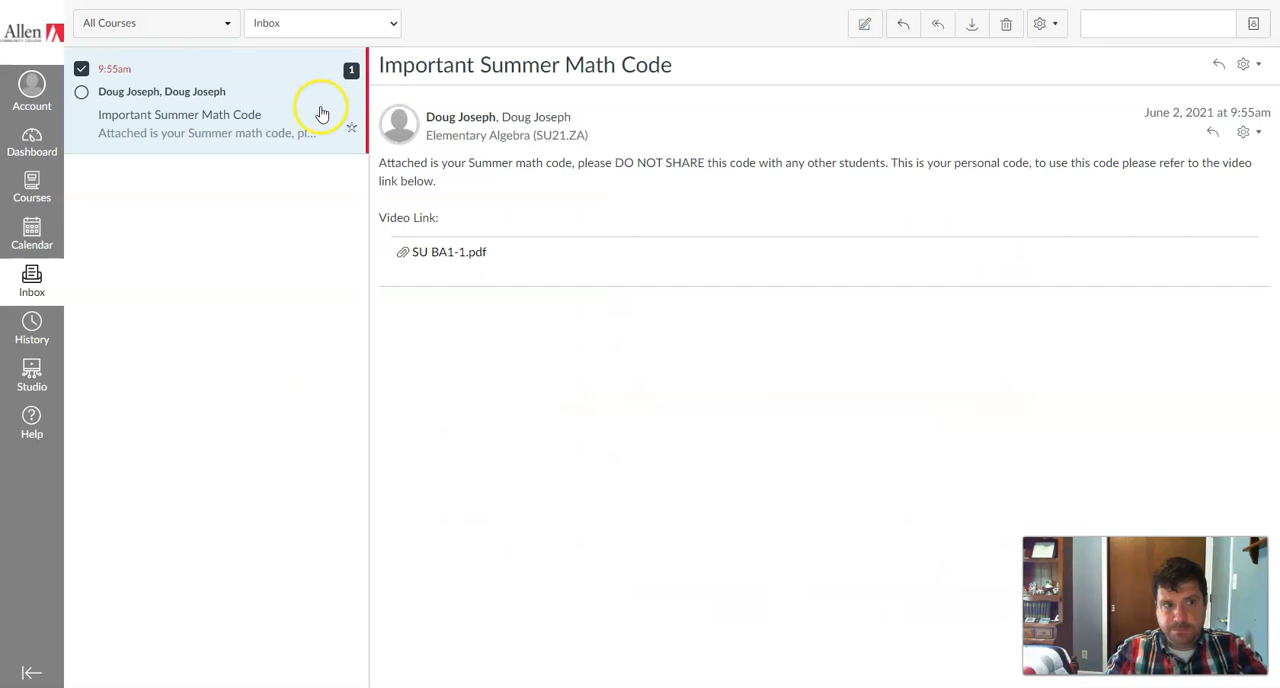 Allen
COMMUNITY COLLEGE
All Courses
Inbox
Account
Dashboard
Courses
Calendar
Inbox
History
Studio
Help
9:55am
1
Doug Joseph, Doug Joseph
Important Summer Math Code
Attached is your Summer math code, pl...
Important Summer Math Code
Doug Joseph, Doug Joseph
June 2, 2021 at 9:55am
Elementary Algebra (SU21.ZA)
Attached is your Summer math code, please DO NOT SHARE this code with any other students. This is your personal code, to use this code please refer to the video
link below.
Video Link:
SU BA1-1.pdf